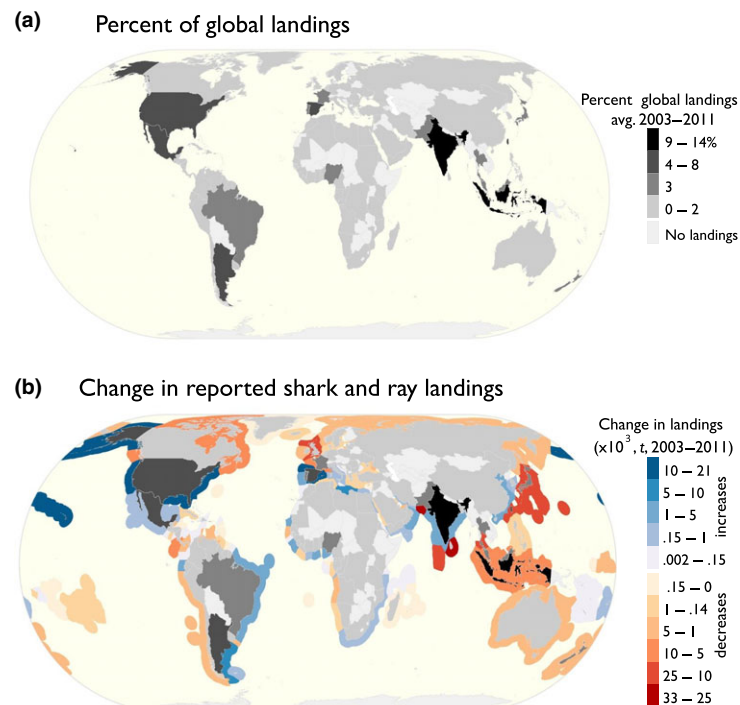 (a) Percent of global landings
Percent global landings
avg. 2003–2011
9 – 14%
4 – 8
3
0 – 2
No landings
(b) Change in reported shark and ray landings
Change in landings
(x10³, t, 2003–2011)
10 – 21
5 – 10
1 – 5
.15 – 1
.002 – .15
increases
.15 – 0
1 – .14
5 – 1
10 – 5
25 – 10
33 – 25
decreases